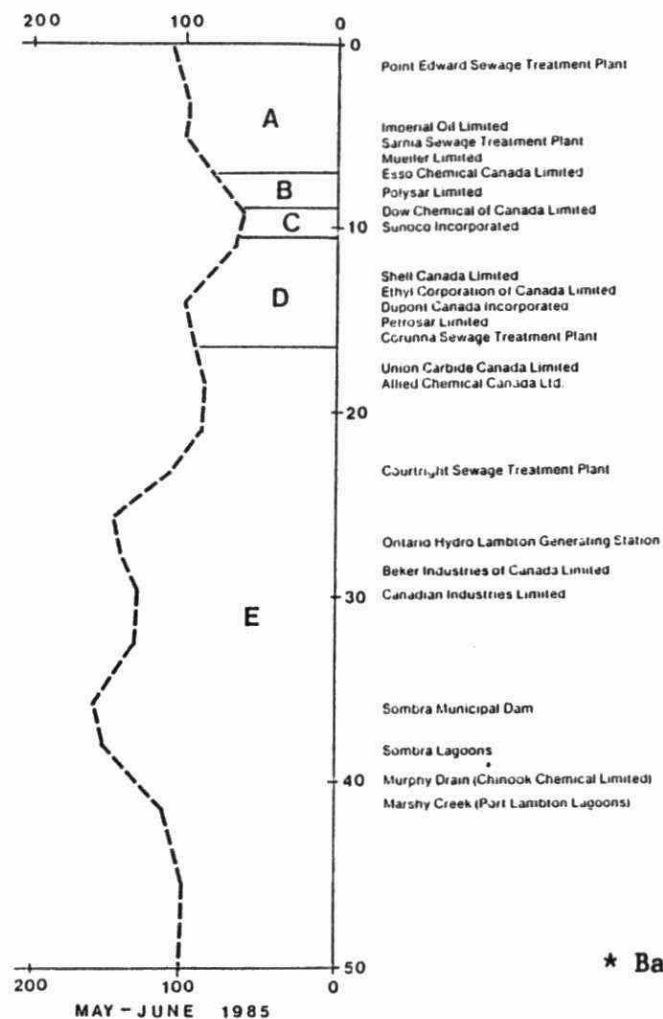 200 100 0
0
Point Edward Sewage Treatment Plant
A
Imperial Oil Limited
Sarnia Sewage Treatment Plant
Mueller Limited
Esso Chemical Canada Limited
B
Polysar Limited
Dow Chemical of Canada Limited
C
10
Sunoco Incorporated
Shell Canada Limited
D
Ethyl Corporation of Canada Limited
Dupont Canada Incorporated
Petrosar Limited
Corunna Sewage Treatment Plant
Union Carbide Canada Limited
Allied Chemical Canada Ltd.
20
Courtright Sewage Treatment Plant
Ontario Hydro Lambton Generating Station
Beker Industries of Canada Limited
30
Canadian Industries Limited
E
Sombra Municipal Dam
Sombra Lagoons
40
Murphy Drain (Chinook Chemical Limited)
Marshy Creek (Port Lambton Lagoons)
* Ba
50
200 100 0
MAY-JUNE 1985